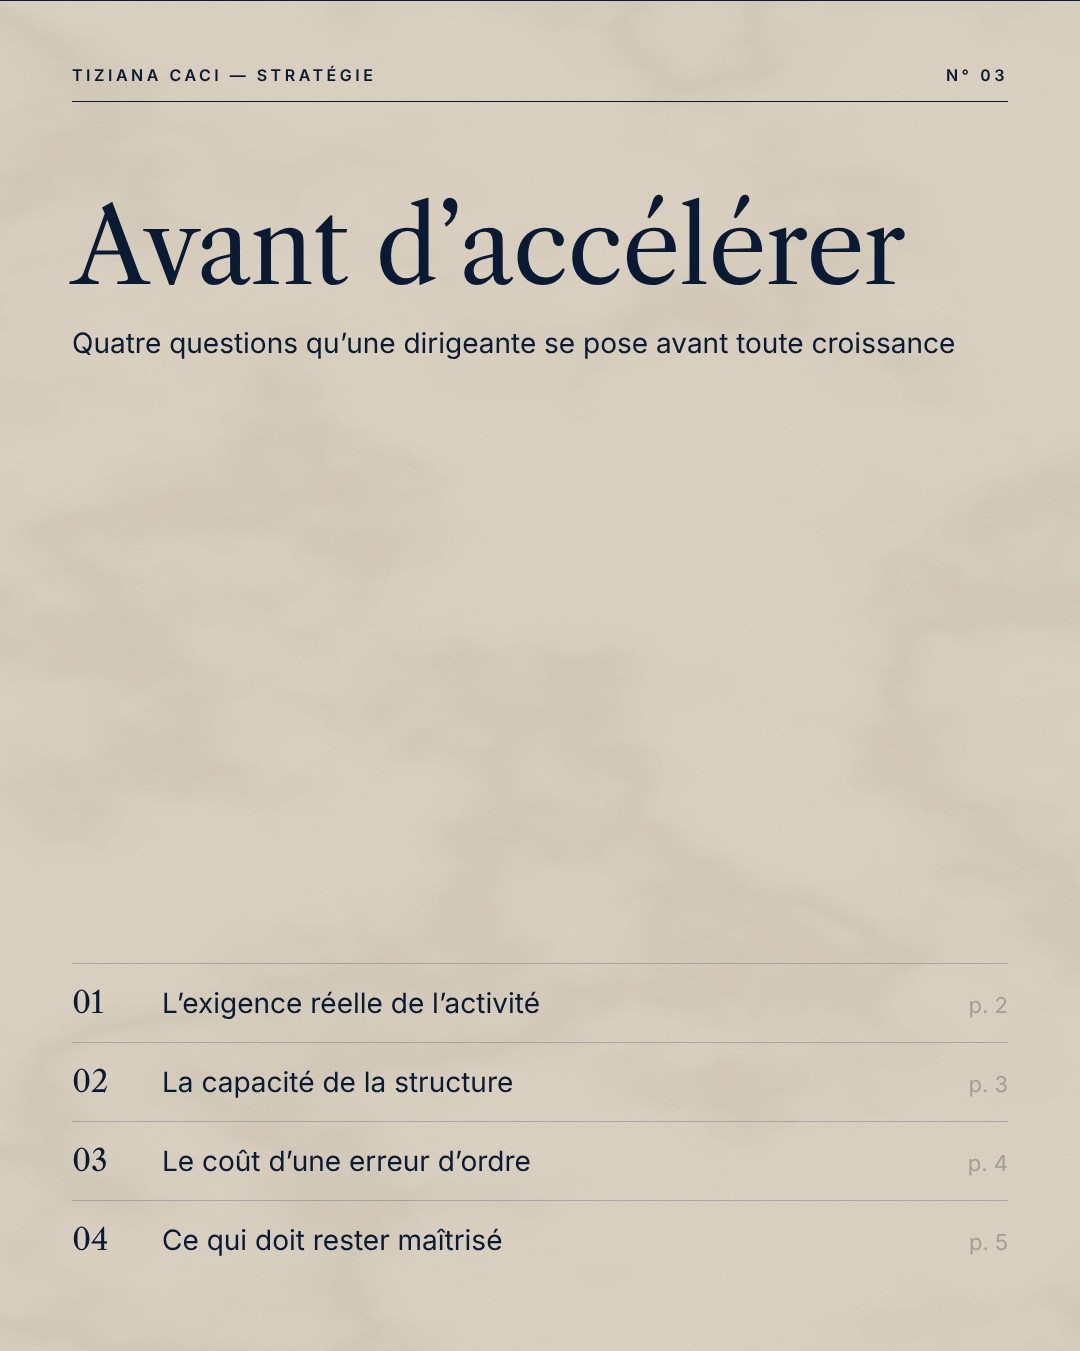 TIZIANA CACI — STRATÉGIE N° 03
Avant d’accélérer
Quatre questions qu’une dirigeante se pose avant toute croissance
01 L’exigence réelle de l’activité p. 2
02 La capacité de la structure p. 3
03 Le coût d’une erreur d’ordre p. 4
04 Ce qui doit rester maîtrisé p. 5